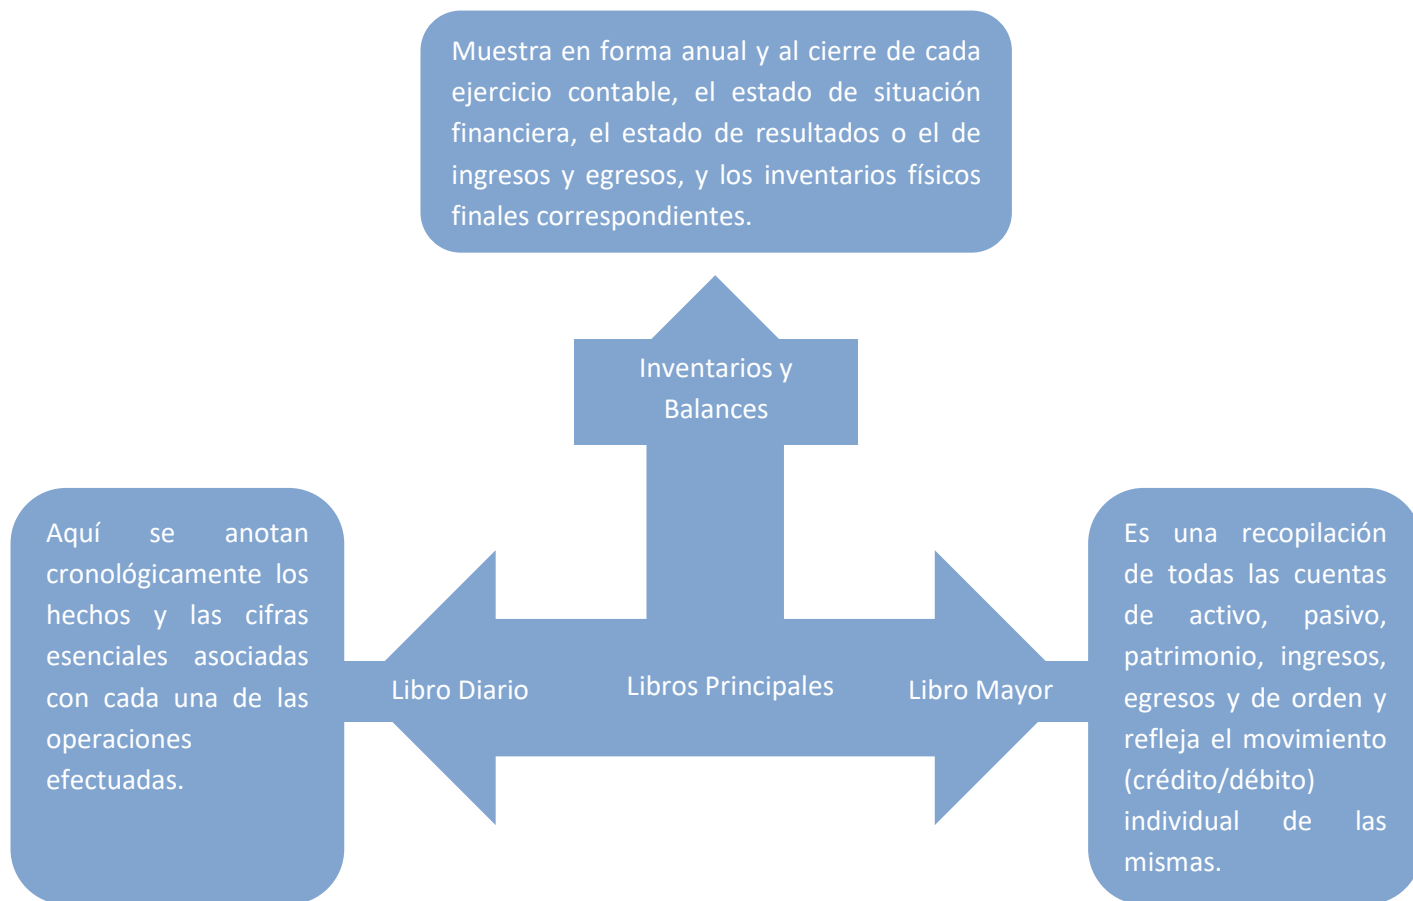 Muestra en forma anual y al cierre de cada
ejercicio contable, el estado de situación
financiera, el estado de resultados o el de
ingresos y egresos, y los inventarios físicos
finales correspondientes.
Inventarios y
Balances
Aquí se anotan
cronológicamente los
hechos y las cifras
esenciales asociadas
con cada una de las
operaciones
efectuadas.
Libro Diario
Libros Principales
Libro Mayor
Es una recopilación
de todas las cuentas
de activo, pasivo,
patrimonio, ingresos,
egresos y de orden y
refleja el movimiento
(crédito/débito)
individual de las
mismas.